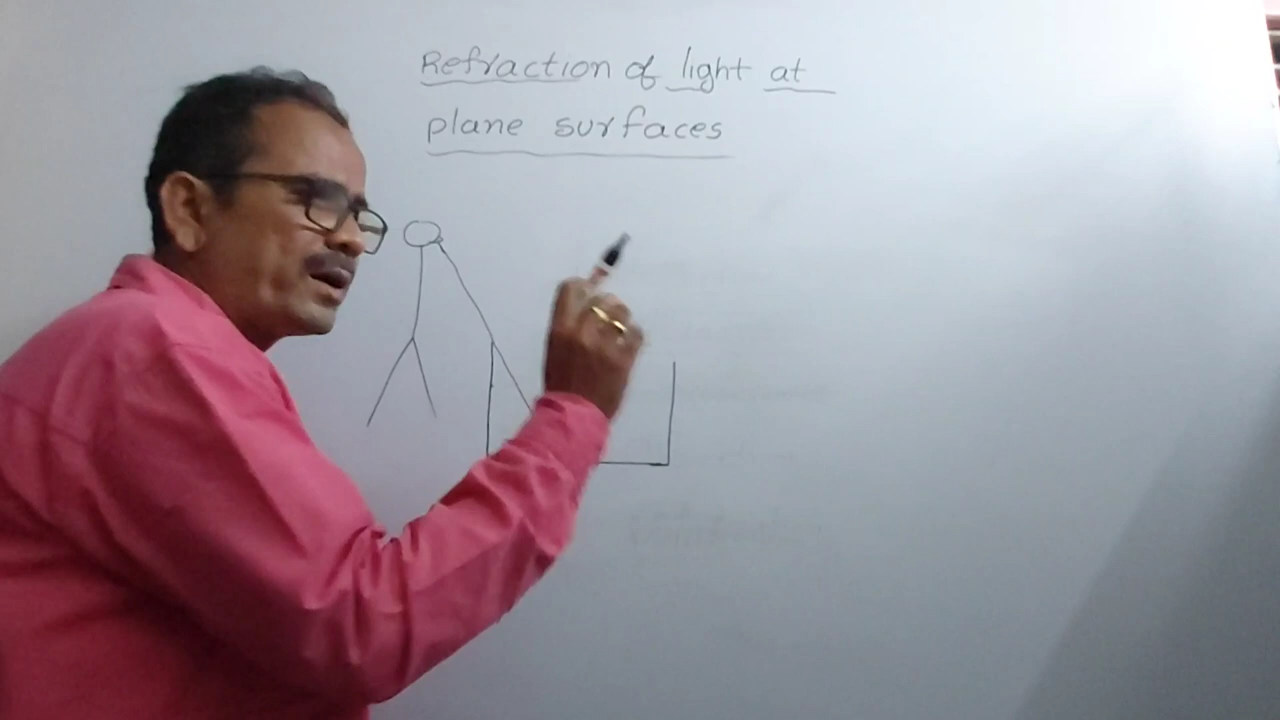 Refraction of light at
plane surfaces